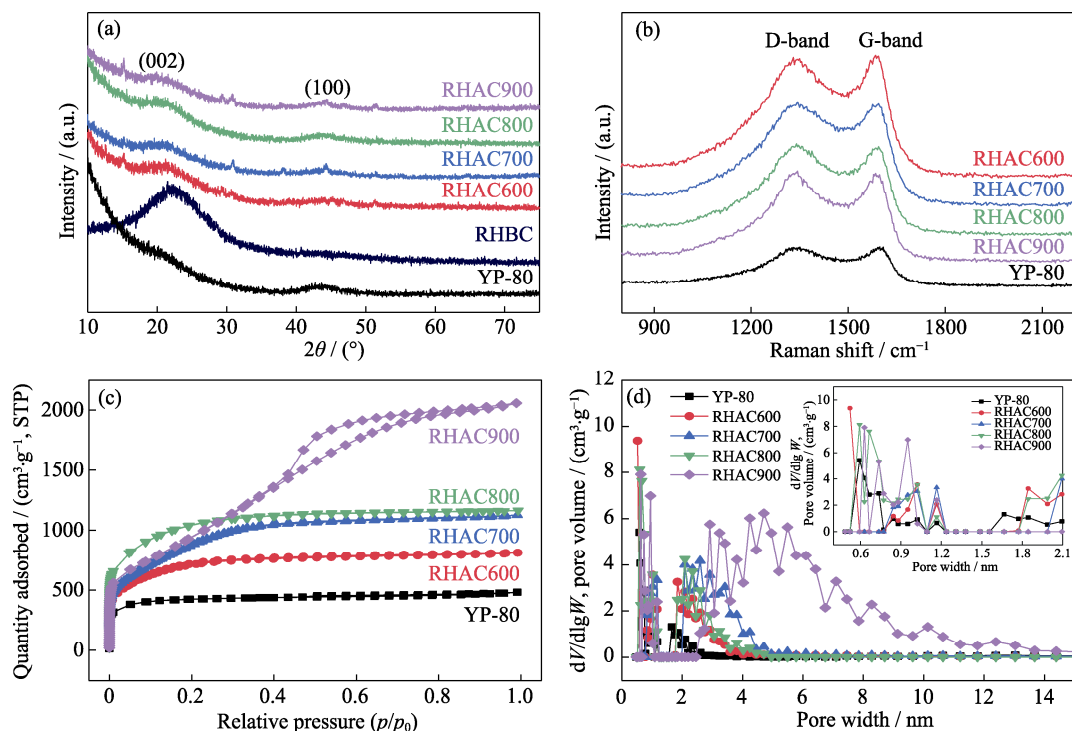 (a)
(002)
(100)
RHAC900
RHAC800
RHAC700
RHAC600
RHBC
YP-80
Intensity / (a.u.)
10 20 30 40 50 60 70
2θ / (°)
(b)
D-band G-band
RHAC600
RHAC700
RHAC800
RHAC900
YP-80
Intensity / (a.u.)
900 1200 1500 1800 2100
Raman shift / cm⁻¹
(c)
RHAC900
RHAC800
RHAC700
RHAC600
YP-80
Quantity adsorbed / (cm³·g⁻¹, STP)
2000
1500
1000
500
0
0 0.2 0.4 0.6 0.8 1.0
Relative pressure (p/p₀)
(d)
YP-80
RHAC600
RHAC700
RHAC800
RHAC900
dV/dlgW, pore volume / (cm³·g⁻¹)
12
10
8
6
4
2
0
0 2 4 6 8 10 12 14
Pore width / nm
YP-80
RHAC600
RHAC700
RHAC800
RHAC900
dV/dlg W,
pore volume / (cm³·g⁻¹)
10
8
6
4
2
0
0.6 0.9 1.2 1.5 1.8 2.1
Pore width / nm